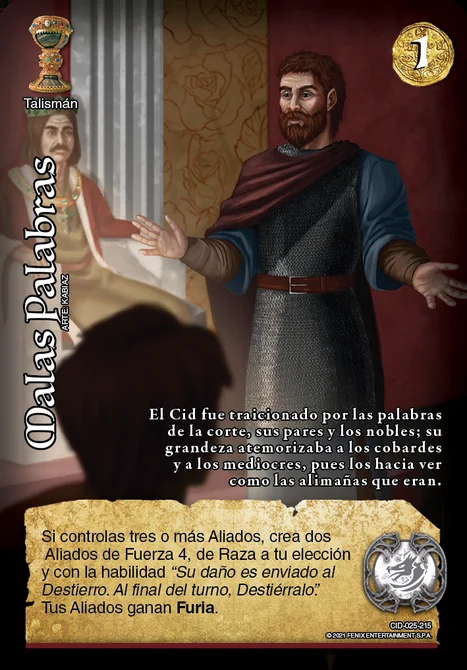 1
Talismán
Malas Palabras
ARTE: KABIAZ
El Cid fue traicionado por las palabras
de la corte, sus pares y los nobles; su
grandeza atemorizaba a los cobardes
y a los mediocres, pues los hacia ver
como las alimañas que eran.
Si controlas tres o más Aliados, crea dos
Aliados de Fuerza 4, de Raza a tu elección
y con la habilidad “Su daño es enviado al
Destierro. Al final del turno, Destiérralo”.
Tus Aliados ganan Furia.
CID-025-215
© 2021 FENIX ENTERTAINMENT S.P.A.